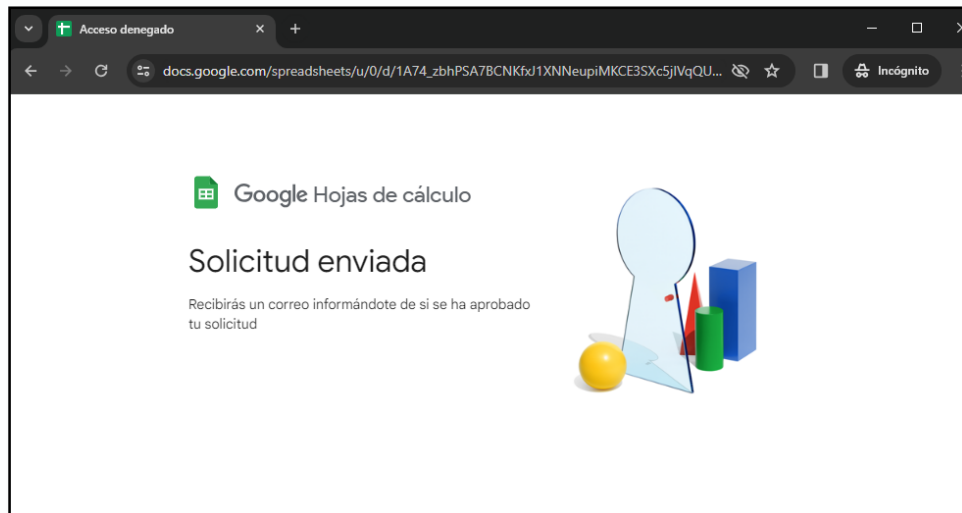 Acceso denegado
docs.google.com/spreadsheets/u/0/d/1A74_zbhPSA7BCNKfxJ1XNNeupiMKCE3SXc5jIVqQU...
Incógnito
Google Hojas de cálculo
Solicitud enviada
Recibirás un correo informándote de si se ha aprobado
tu solicitud